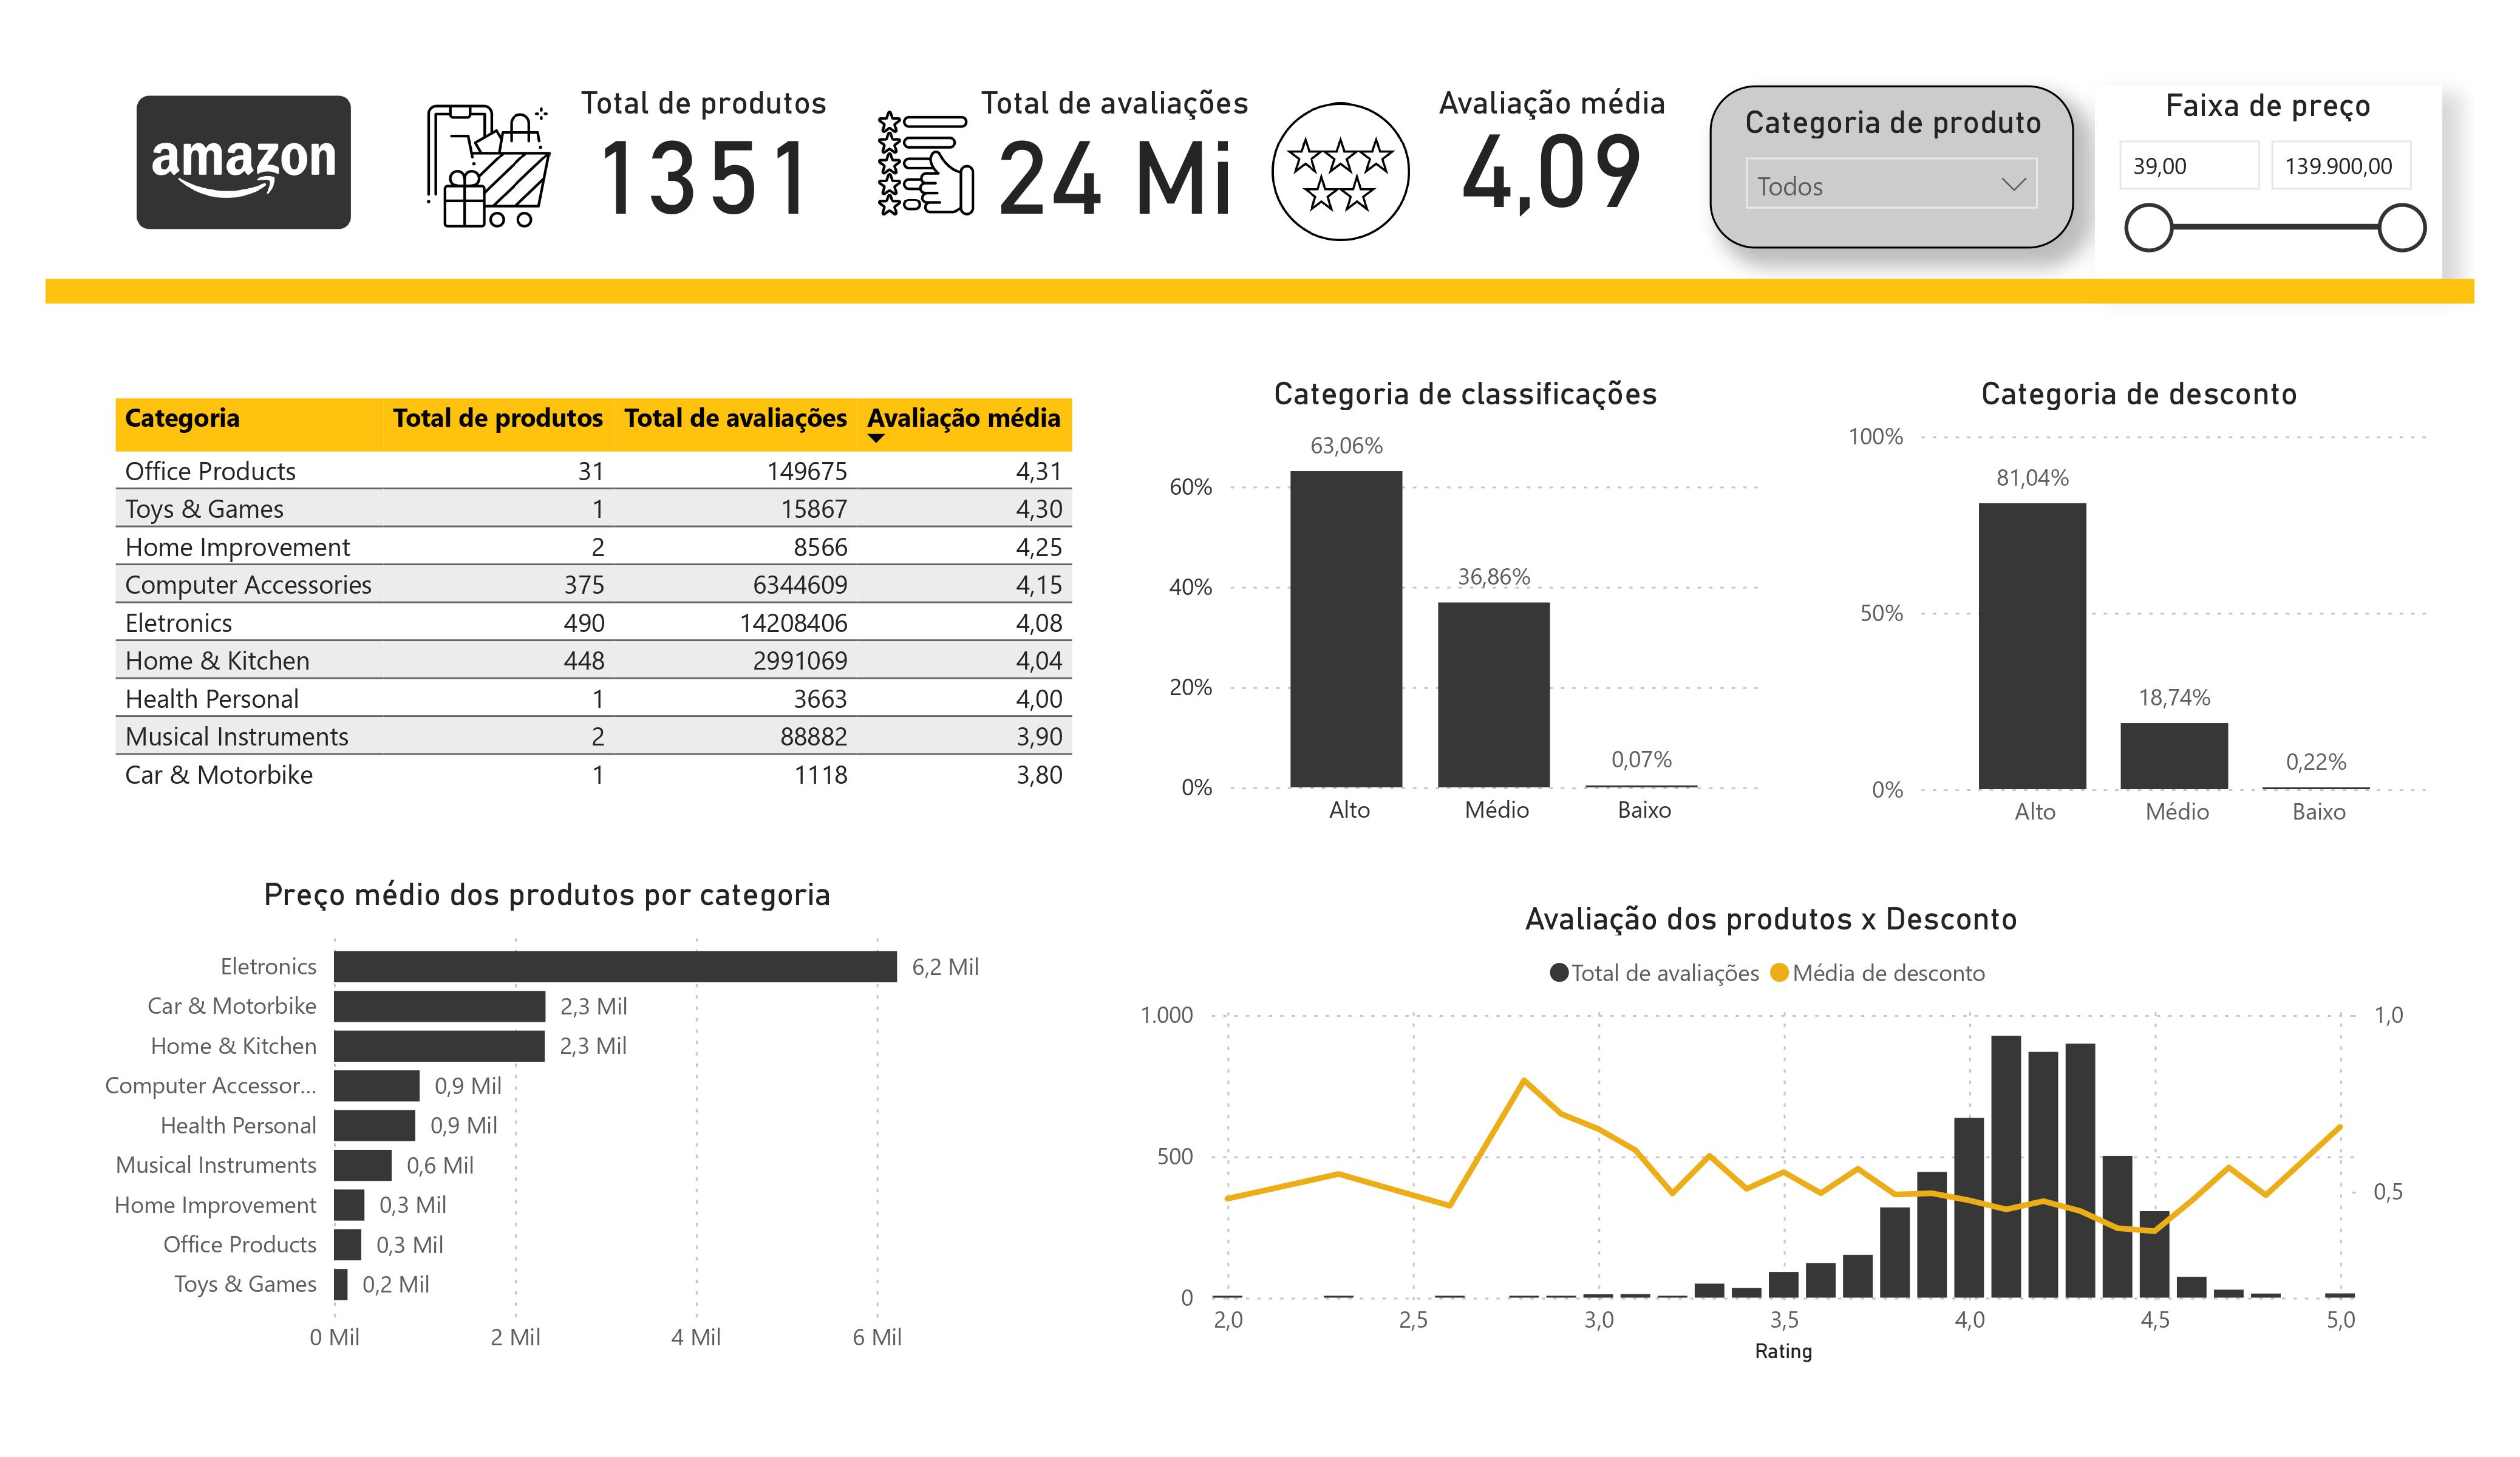 amazon
Total de produtos
1351
Total de avaliações
24 Mi
Avaliação média
4,09
Categoria de produto
Todos
Faixa de preço
39,00 139.900,00
Categoria Total de produtos Total de avaliações Avaliação média
Office Products 31 149675 4,31
Toys & Games 1 15867 4,30
Home Improvement 2 8566 4,25
Computer Accessories 375 6344609 4,15
Eletronics 490 14208406 4,08
Home & Kitchen 448 2991069 4,04
Health Personal 1 3663 4,00
Musical Instruments 2 88882 3,90
Car & Motorbike 1 1118 3,80
Categoria de classificações
63,06%
60%
36,86%
40%
20%
0,07%
0%
Alto Médio Baixo
Categoria de desconto
100%
81,04%
50%
18,74%
0,22%
0%
Alto Médio Baixo
Preço médio dos produtos por categoria
Eletronics 6,2 Mil
Car & Motorbike 2,3 Mil
Home & Kitchen 2,3 Mil
Computer Accessor... 0,9 Mil
Health Personal 0,9 Mil
Musical Instruments 0,6 Mil
Home Improvement 0,3 Mil
Office Products 0,3 Mil
Toys & Games 0,2 Mil
0 Mil 2 Mil 4 Mil 6 Mil
Avaliação dos produtos x Desconto
Total de avaliações Média de desconto
1.000 1,0
500
0,5
0
2,0 2,5 3,0 3,5 4,0 4,5 5,0
Rating